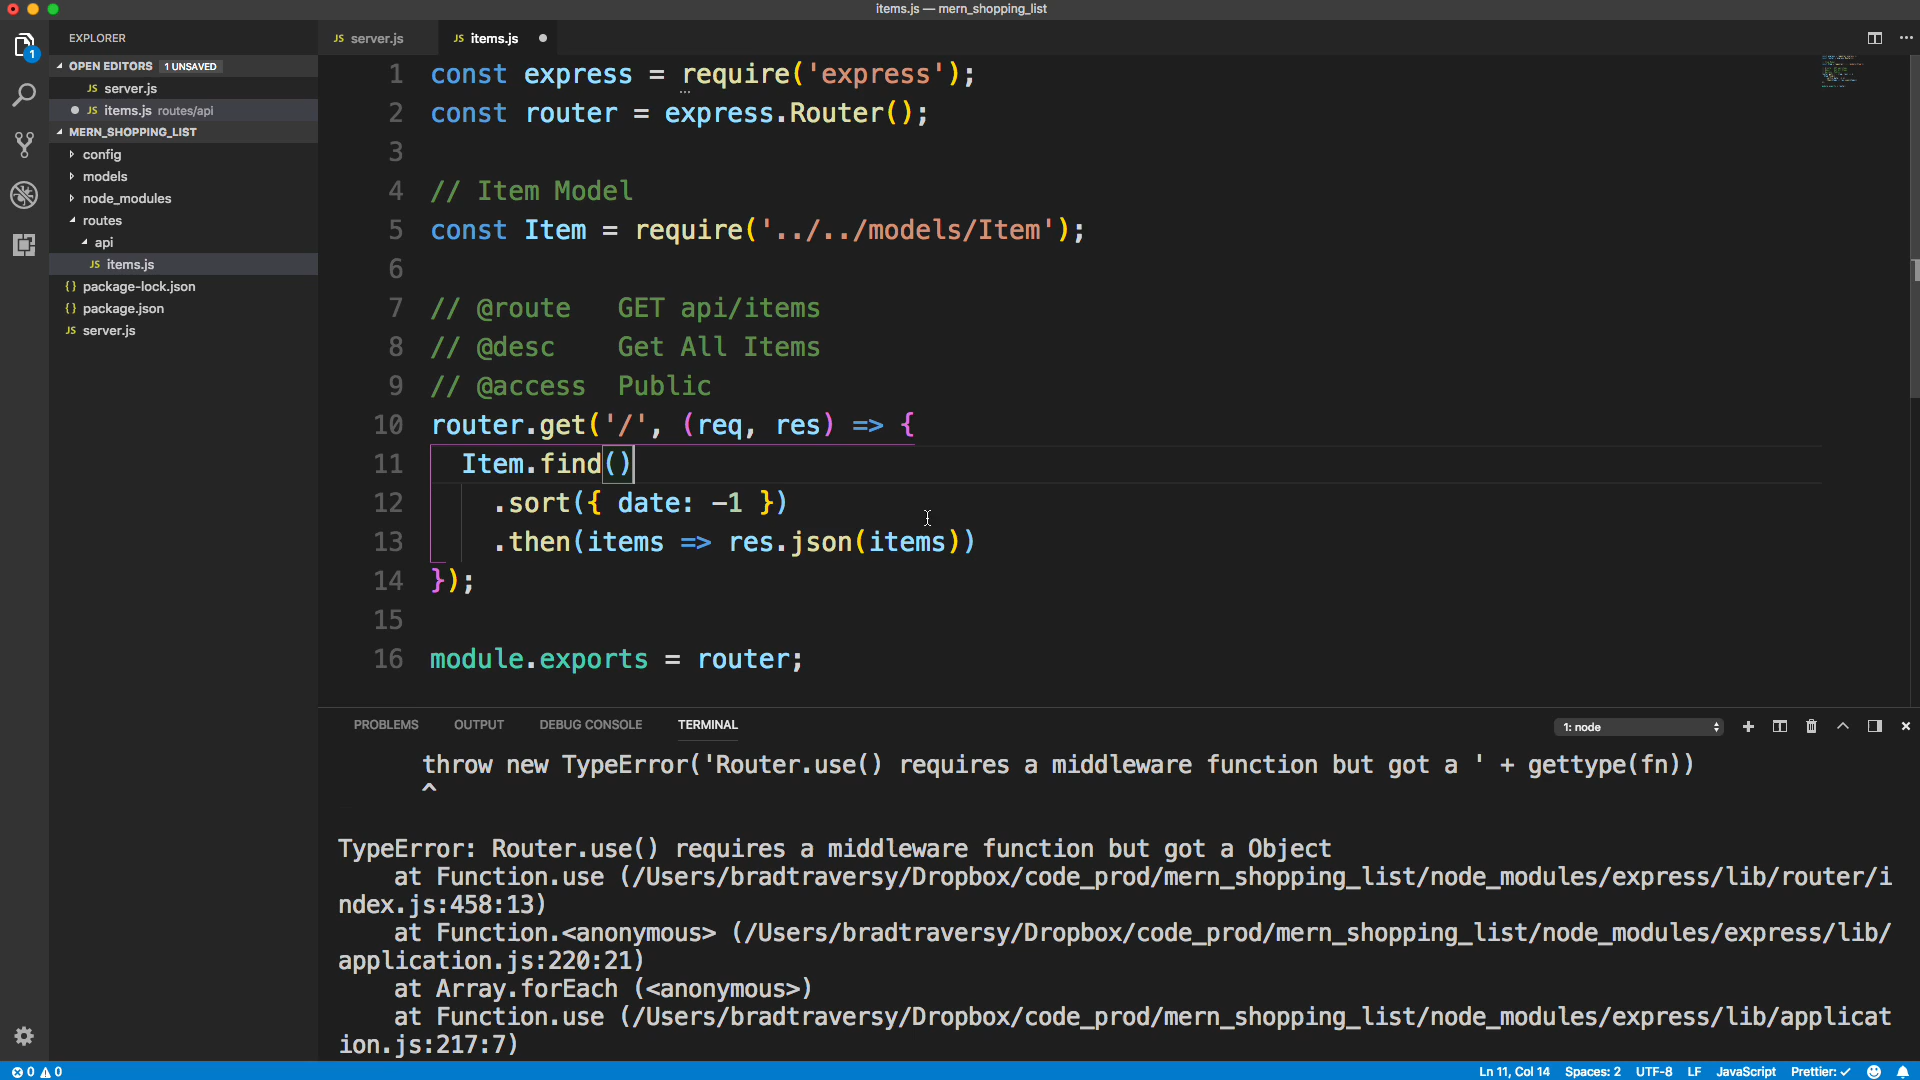 items.js — mern_shopping_list
EXPLORER
OPEN EDITORS 1 UNSAVED
JS server.js
JS items.js routes/api
MERN_SHOPPING_LIST
config
models
node_modules
routes
api
JS items.js
{} package-lock.json
{} package.json
JS server.js
1
JS server.js
JS items.js
1 const express = require('express');
2 const router = express.Router();
3
4 // Item Model
5 const Item = require('../../models/Item');
6
7 // @route   GET api/items
8 // @desc    Get All Items
9 // @access  Public
10 router.get('/', (req, res) => {
11   Item.find()
12     .sort({ date: -1 })
13     .then(items => res.json(items))
14 });
15
16 module.exports = router;
PROBLEMS OUTPUT DEBUG CONSOLE TERMINAL
1: node
throw new TypeError('Router.use() requires a middleware function but got a ' + gettype(fn))
^
TypeError: Router.use() requires a middleware function but got a Object
at Function.use (/Users/bradtraversy/Dropbox/code_prod/mern_shopping_list/node_modules/express/lib/router/i
ndex.js:458:13)
at Function.<anonymous> (/Users/bradtraversy/Dropbox/code_prod/mern_shopping_list/node_modules/express/lib/
application.js:220:21)
at Array.forEach (<anonymous>)
at Function.use (/Users/bradtraversy/Dropbox/code_prod/mern_shopping_list/node_modules/express/lib/applicat
ion.js:217:7)
0 0
Ln 11, Col 14 Spaces: 2 UTF-8 LF JavaScript Prettier: ✓